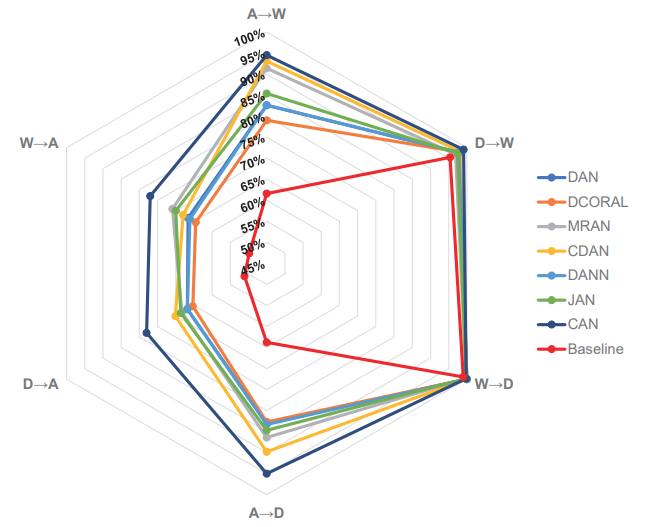 A→W
100%
95%
90%
85%
80%
75%
70%
65%
60%
55%
50%
45%
D→W
W→D
A→D
D→A
W→A
DAN
DCORAL
MRAN
CDAN
DANN
JAN
CAN
Baseline